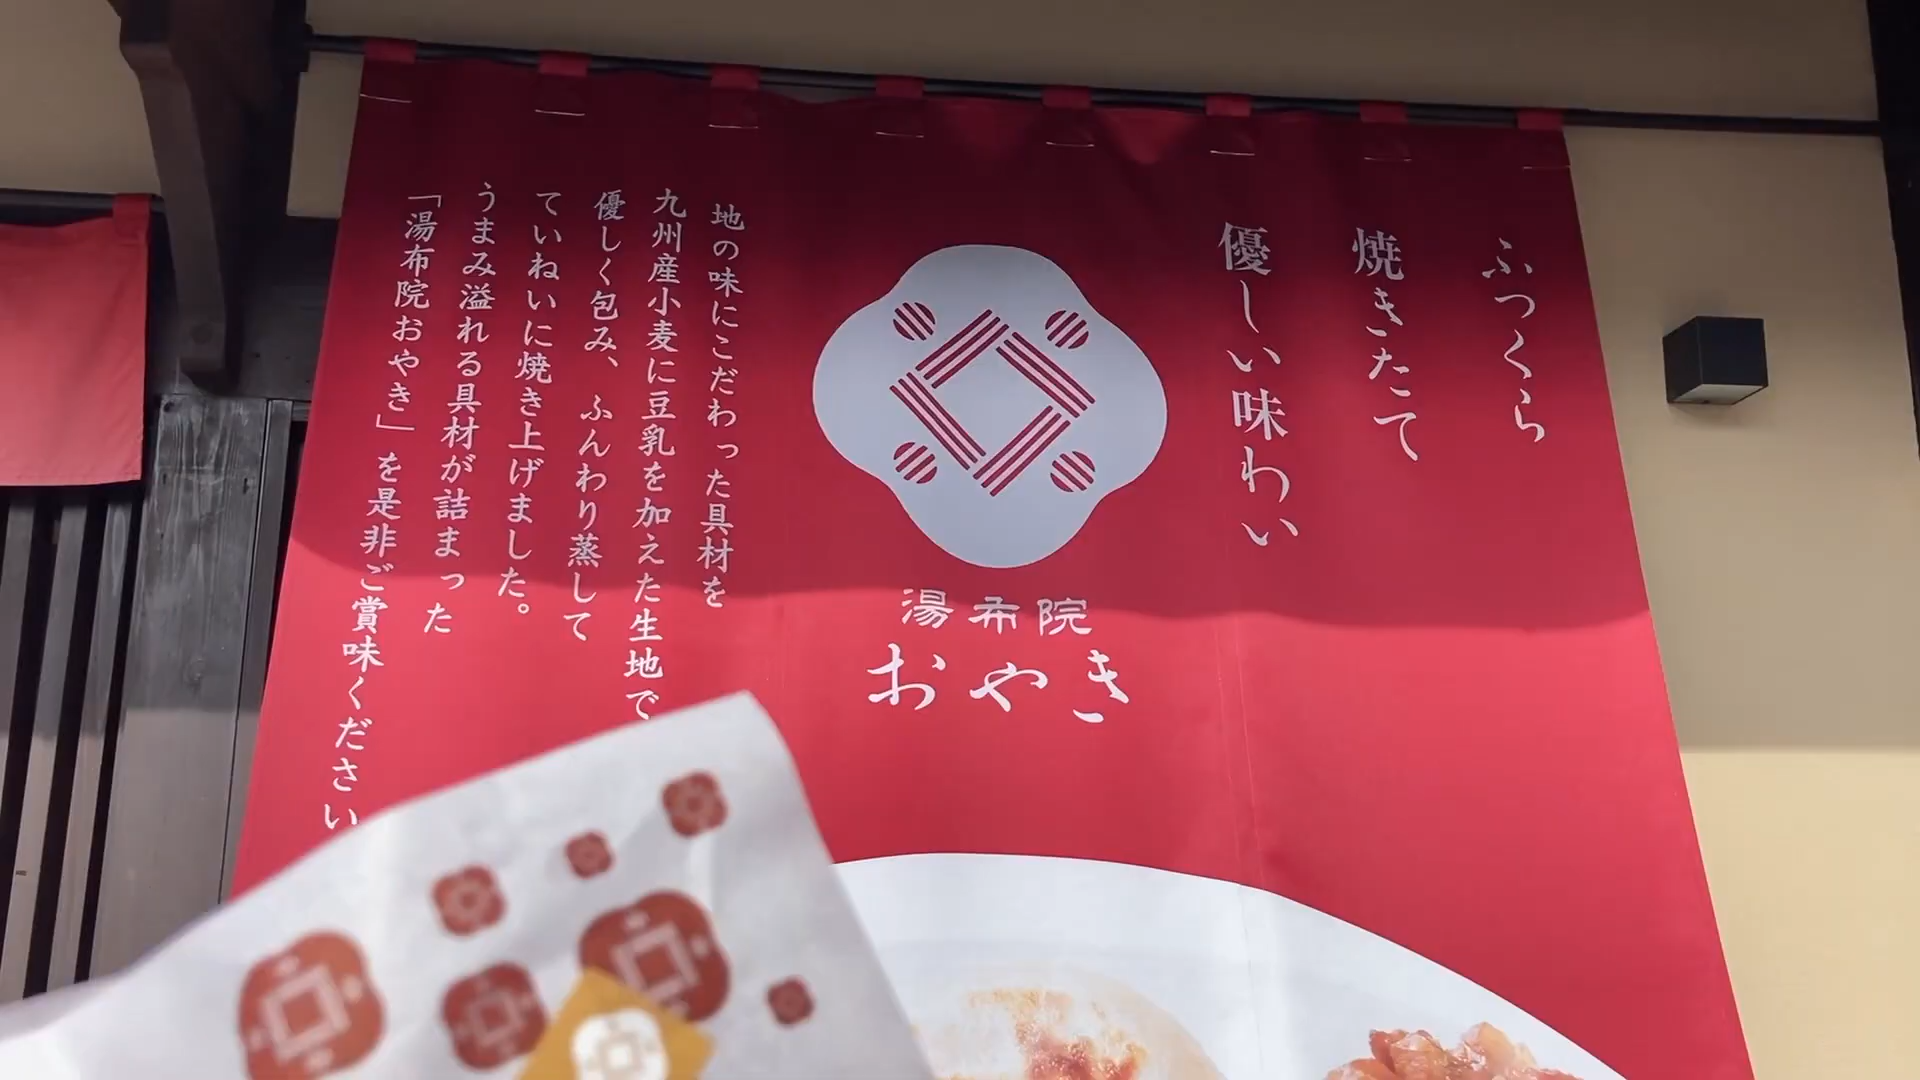 ふっくら
焼きたて
優しい味わい
湯布院
おやき
地の味にこだわった具材を
九州産小麦に豆乳を加えた生地で
優しく包み、ふんわり蒸して
ていねいに焼き上げました。
うまみ溢れる具材が詰まった
「湯布院おやき」を是非ご賞味ください